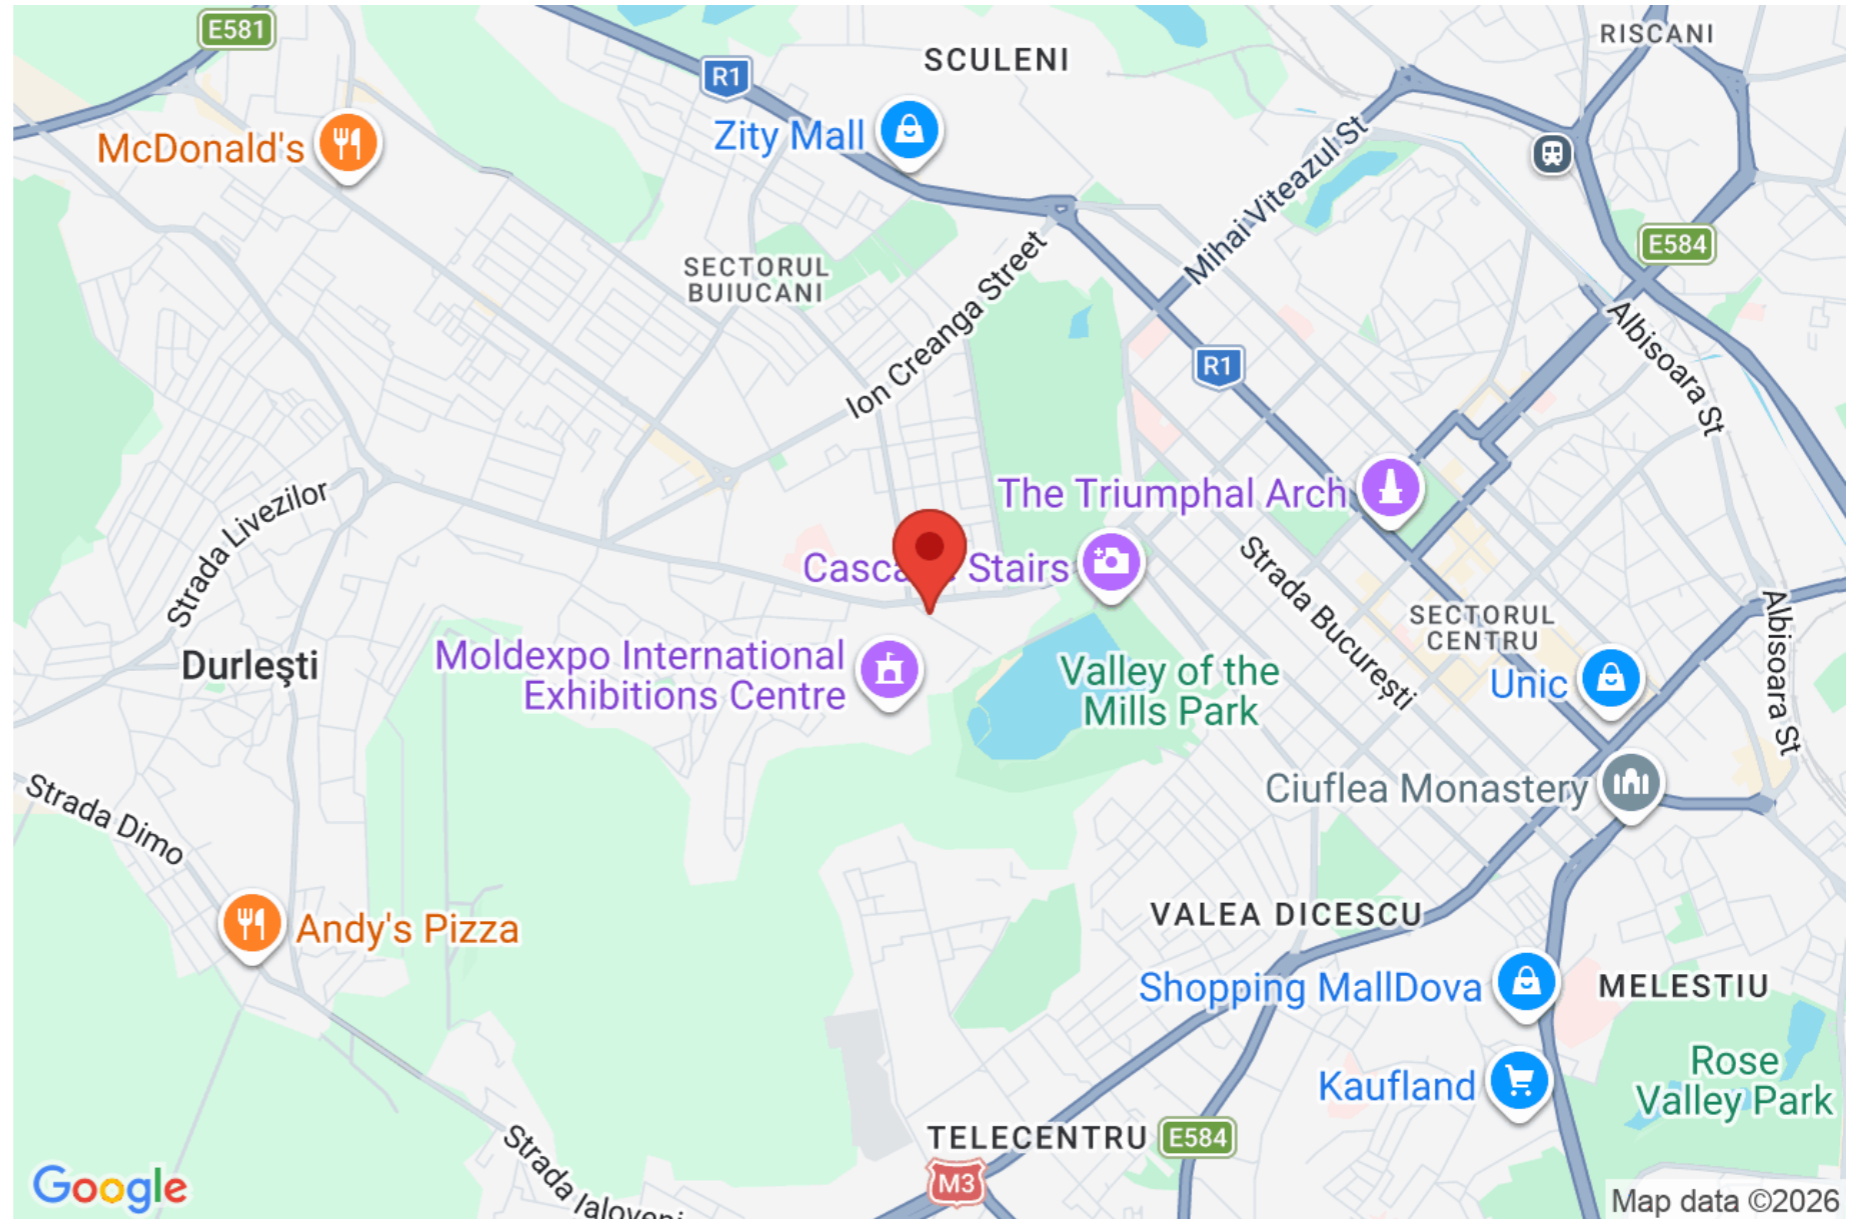 E581
RISCANI
SCULENI
R1
Zity Mall
McDonald's
Mihai Viteazul St
E584
SECTORUL
BUIUCANI
Ion Creanga Street
Albisoara St
R1
The Triumphal Arch
Strada Livezilor
Stairs
Strada București
SECTORUL
CENTRU
Albisoara St
Durleşti
Moldexpo International
Exhibitions Centre
Valley of the
Mills Park
Unic
Ciuflea Monastery
Strada Dimo
VALEA DICESCU
Andy's Pizza
Shopping MallDova
MELESTIU
Rose
Valley Park
Kaufland
TELECENTRU
E584
Strada Ialoveni
M3
Google
Map data ©2026